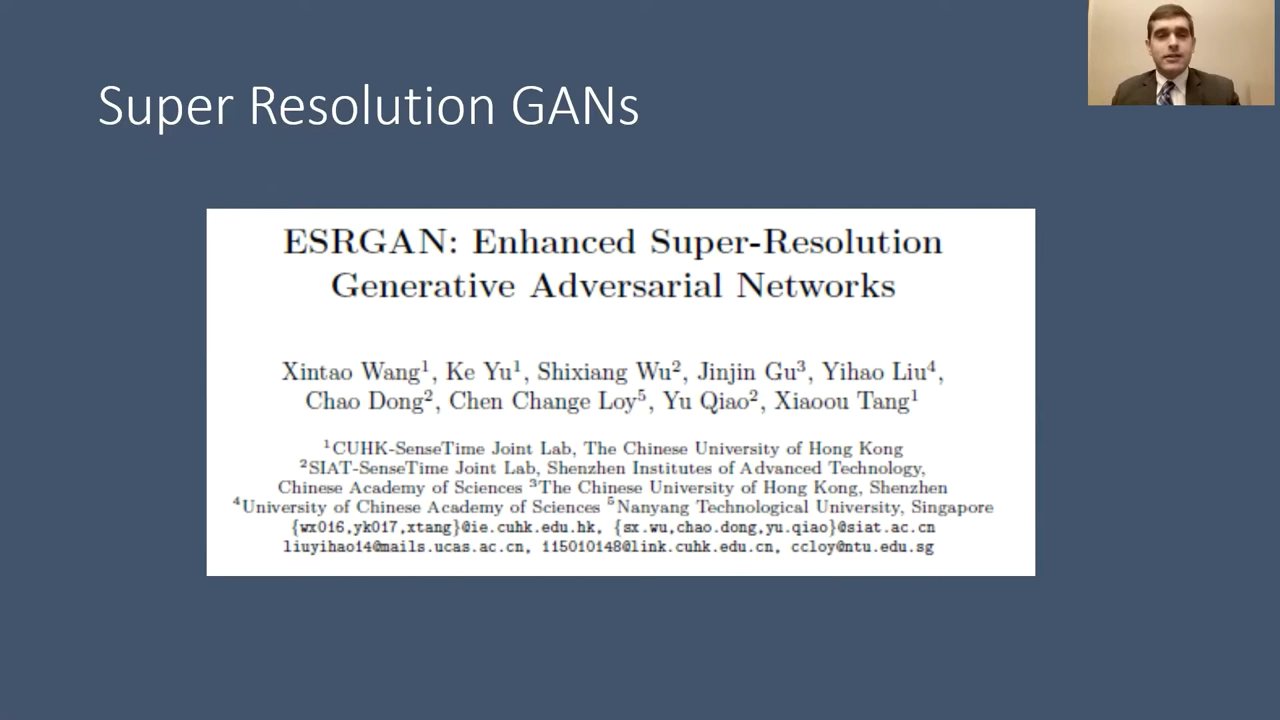 Super Resolution GANs
ESRGAN: Enhanced Super-Resolution
Generative Adversarial Networks
Xintao Wang¹, Ke Yu¹, Shixiang Wu², Jinjin Gu³, Yihao Liu⁴,
Chao Dong², Chen Change Loy⁵, Yu Qiao², Xiaoou Tang¹
¹CUHK-SenseTime Joint Lab, The Chinese University of Hong Kong
²SIAT-SenseTime Joint Lab, Shenzhen Institutes of Advanced Technology,
Chinese Academy of Sciences ³The Chinese University of Hong Kong, Shenzhen
⁴University of Chinese Academy of Sciences ⁵Nanyang Technological University, Singapore
{wx016,yk017,xtang}@ie.cuhk.edu.hk, {sx.wu,chao.dong,yu.qiao}@siat.ac.cn
liuyihao14@mails.ucas.ac.cn, 115010148@link.cuhk.edu.cn, ccloy@ntu.edu.sg